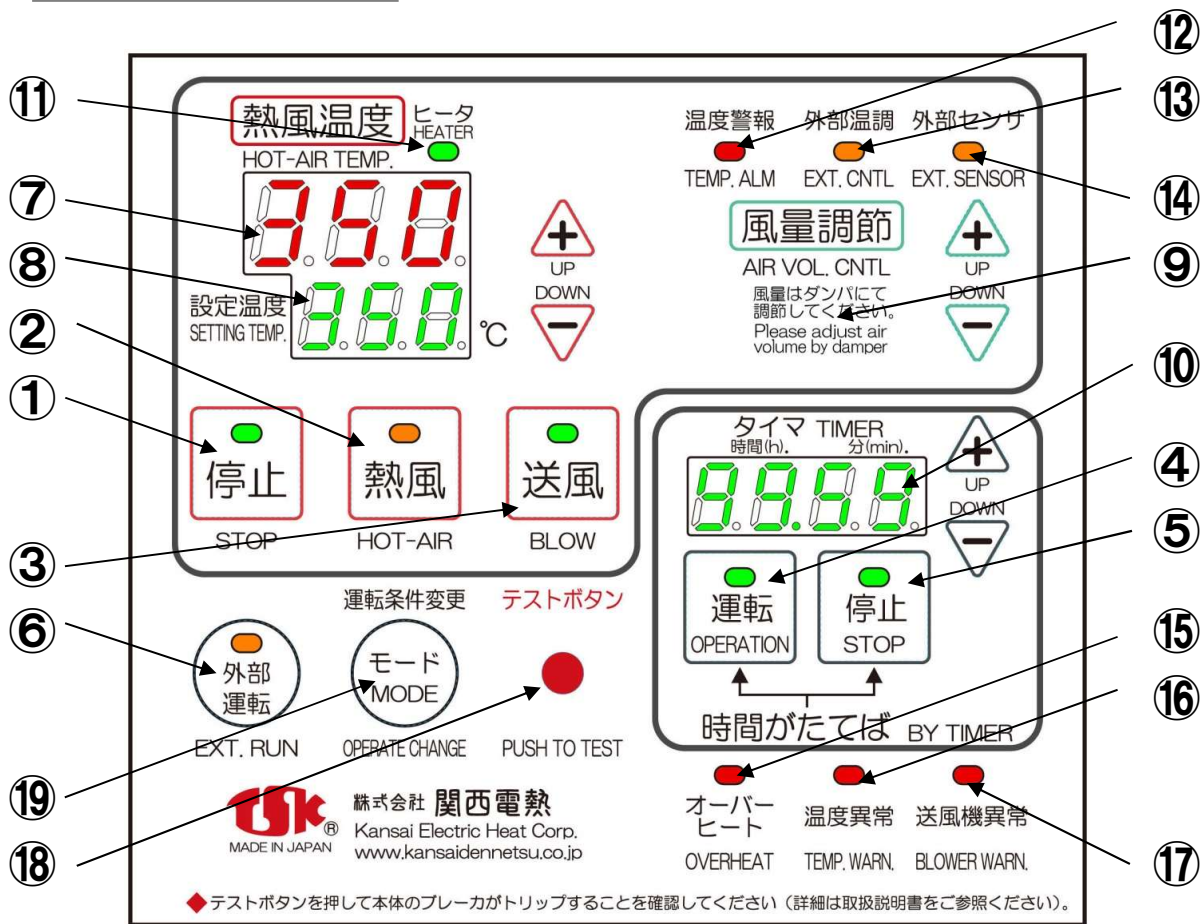 ⑫
⑪
熱風温度
ヒータ
HEATER
HOT-AIR TEMP.
温度警報 外部温調 外部センサ
⑬
TEMP. ALM EXT. CNTL EXT. SENSOR
⑭
⑦
350
UP
DOWN
風量調節
AIR VOL. CNTL
風量はダンパにて
調節してください。
Please adjust air
volume by damper
UP
DOWN
⑨
⑧
設定温度
SETTING TEMP.
350
℃
②
①
停止
熱風
送風
STOP
HOT-AIR
BLOW
③
⑩
タイマ TIMER
時間(h). 分(min).
99.59
UP
DOWN
④
⑤
運転
OPERATION
停止
STOP
時間がたてば BY TIMER
運転条件変更
テストボタン
⑥
外部
運転
モード
MODE
EXT. RUN
OPERATE CHANGE
PUSH TO TEST
⑮
⑯
オーバー
ヒート
温度異常
送風機異常
OVERHEAT
TEMP. WARN.
BLOWER WARN.
⑰
⑲
⑱
TSK
®
MADE IN JAPAN
株式会社 関西電熱
Kansai Electric Heat Corp.
www.kansaidennetsu.co.jp
◆テストボタンを押して本体のブレーカがトリップすることを確認してください（詳細は取扱説明書をご参照ください）。